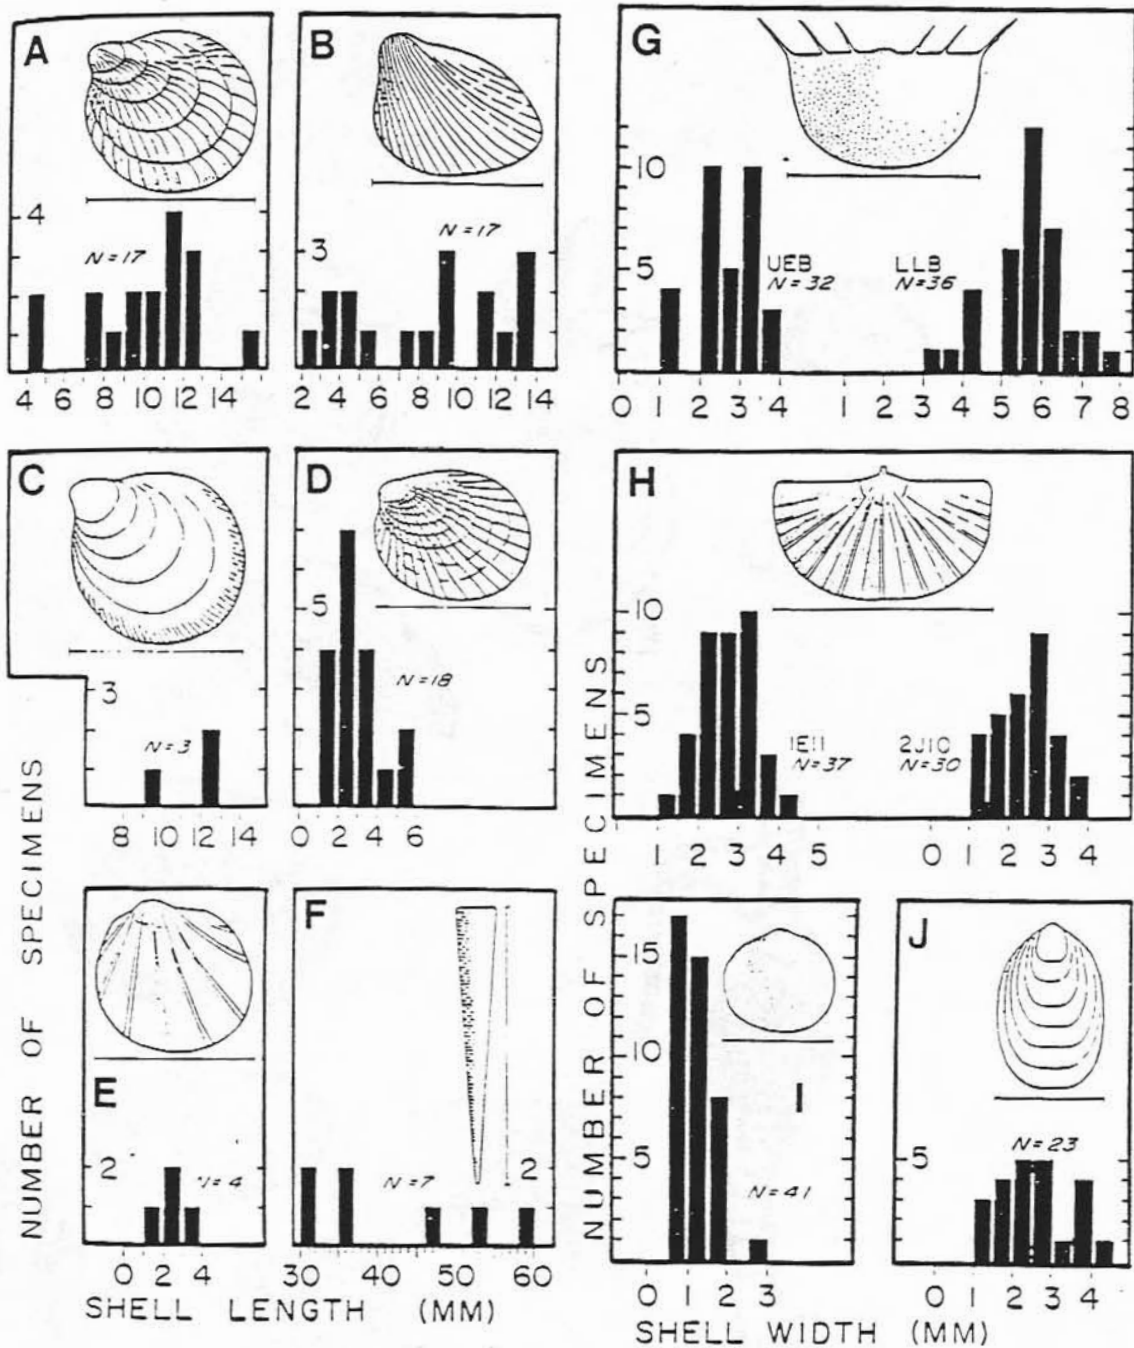 A
4
N=17
4 6 8 10 12 14
B
3
N=17
2 4 6 8 10 12 14
C
3
N=3
8 10 12 14
D
5
N=18
0 2 4 6
E
2
N=4
0 2 4
F
2
N=7
30 40 50 60
NUMBER OF SPECIMENS
SHELL LENGTH (MM)
G
10
5
UEB
N=32
LLB
N=36
0 1 2 3 4 1 2 3 4 5 6 7 8
H
10
5
1E11
N=37
2J10
N=30
1 2 3 4 5 0 1 2 3 4
I
15
10
5
N=41
0 1 2 3
J
5
N=23
0 1 2 3 4
NUMBER OF SPECIMENS
SHELL WIDTH (MM)